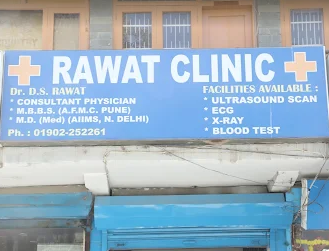 RAWAT CLINIC
Dr. D.S. RAWAT
* CONSULTANT PHYSICIAN
* M.B.B.S. (A.F.M.C. PUNE)
* M.D. (Med) (AIIMS, N. DELHI)
Ph. : 01902-252261
FACILITIES AVAILABLE :
* ULTRASOUND SCAN
* ECG
* X-RAY
* BLOOD TEST